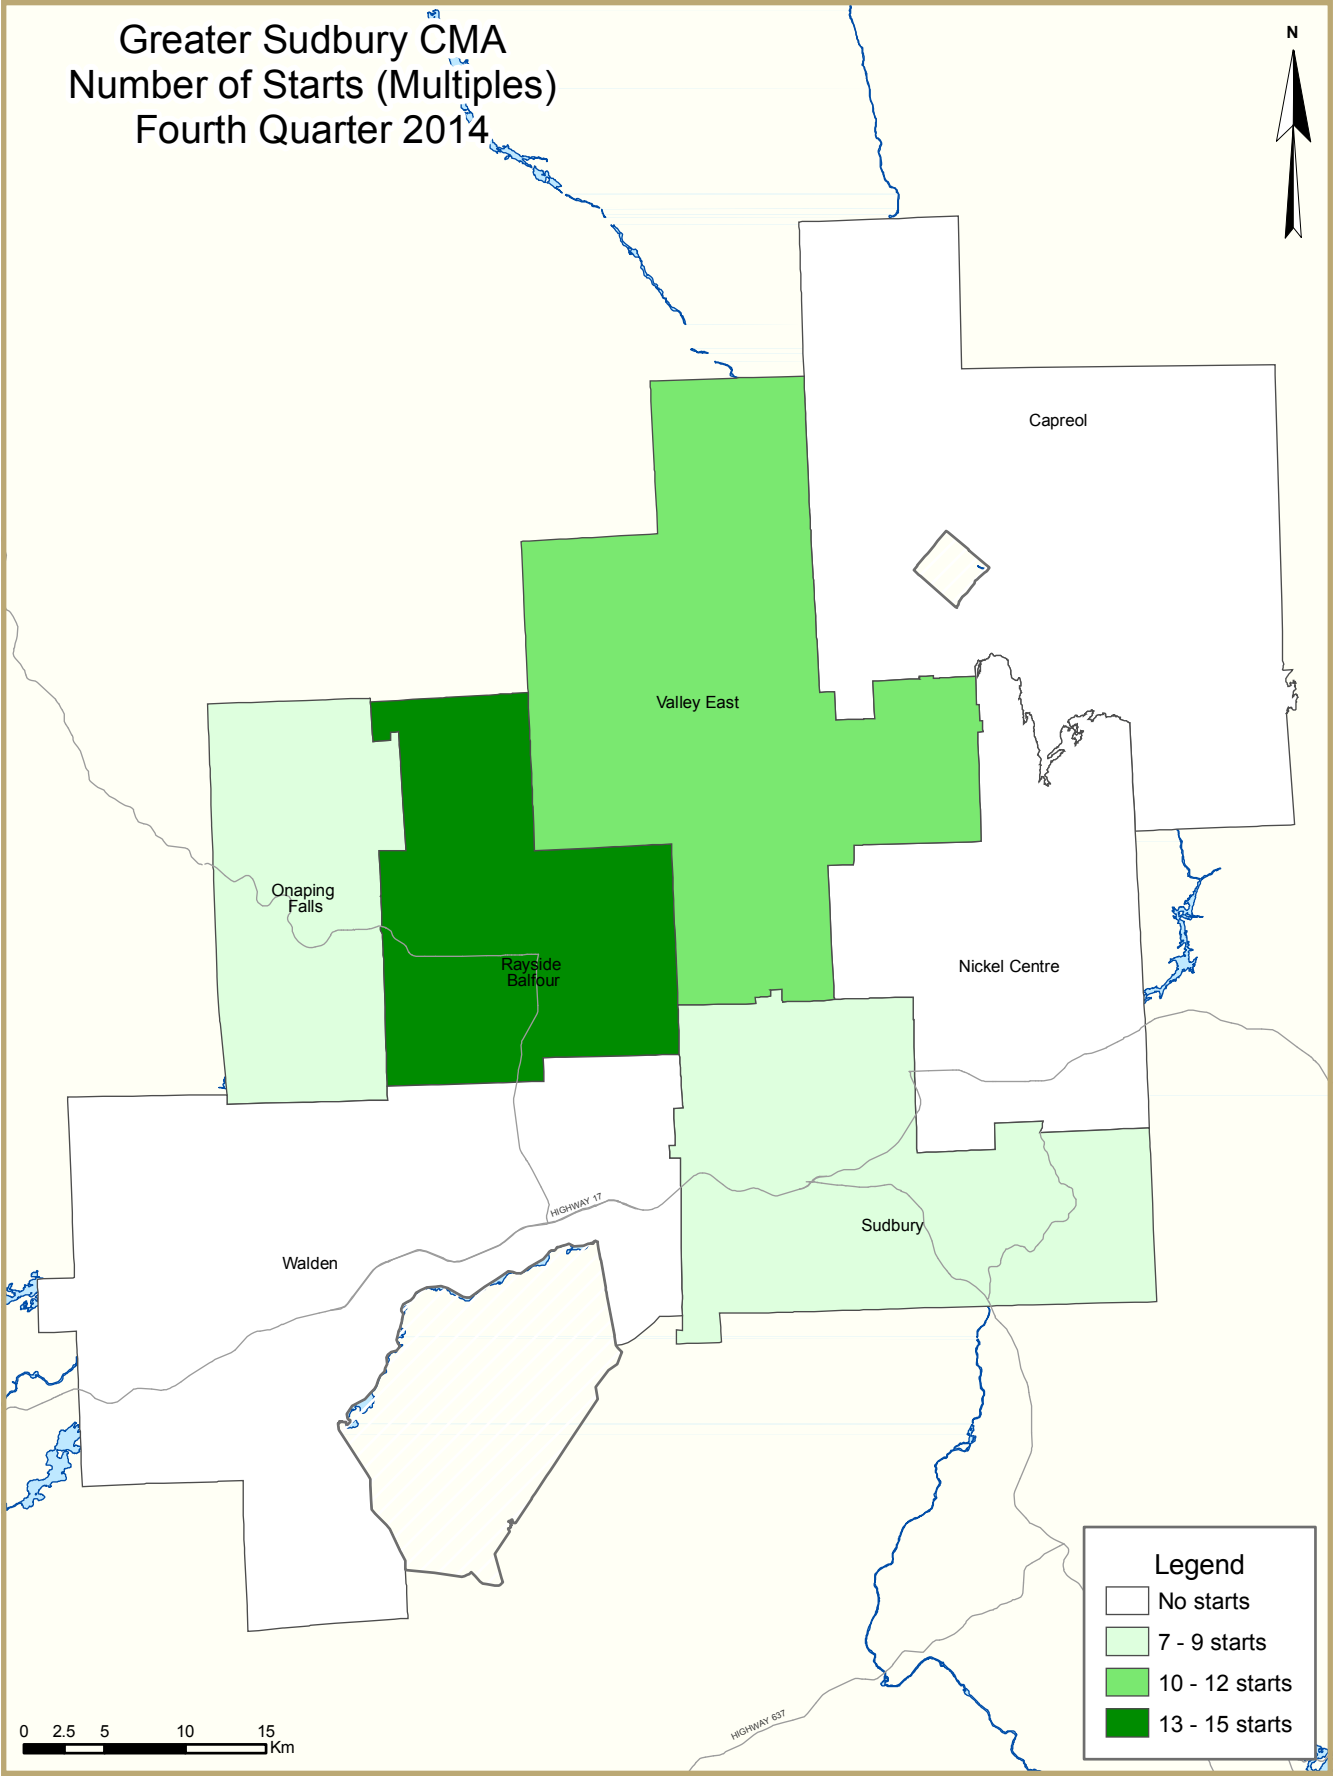 Greater Sudbury CMA
Number of Starts (Multiples)
Fourth Quarter 2014
N
Capreol
Valley East
Onaping
Falls
Rayside
Balfour
Nickel Centre
HIGHWAY 17
Sudbury
Walden
Legend
No starts
7 - 9 starts
10 - 12 starts
13 - 15 starts
HIGHWAY 637
0 2.5 5 10 15
Km